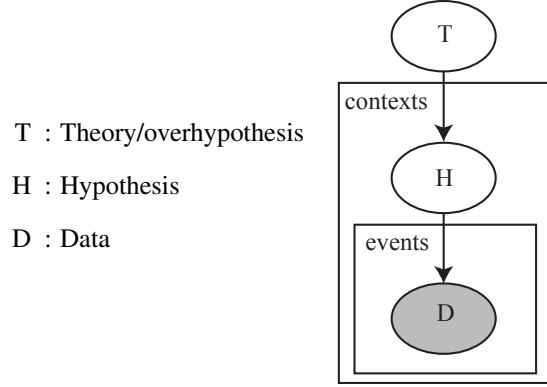 T : Theory/overhypothesis
H : Hypothesis
D : Data
T
contexts
H
events
D